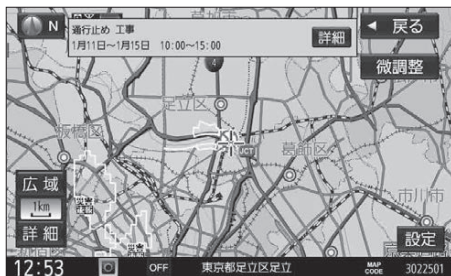 N
通行止め 工事
1月11日～1月15日 10:00～15:00
詳細
戻る
微調整
4
足立区
板橋区
JCT
葛飾区
市川市
広域
1km
詳細
設定
12:53
OFF
東京都足立区足立
MAP CODE
3022501